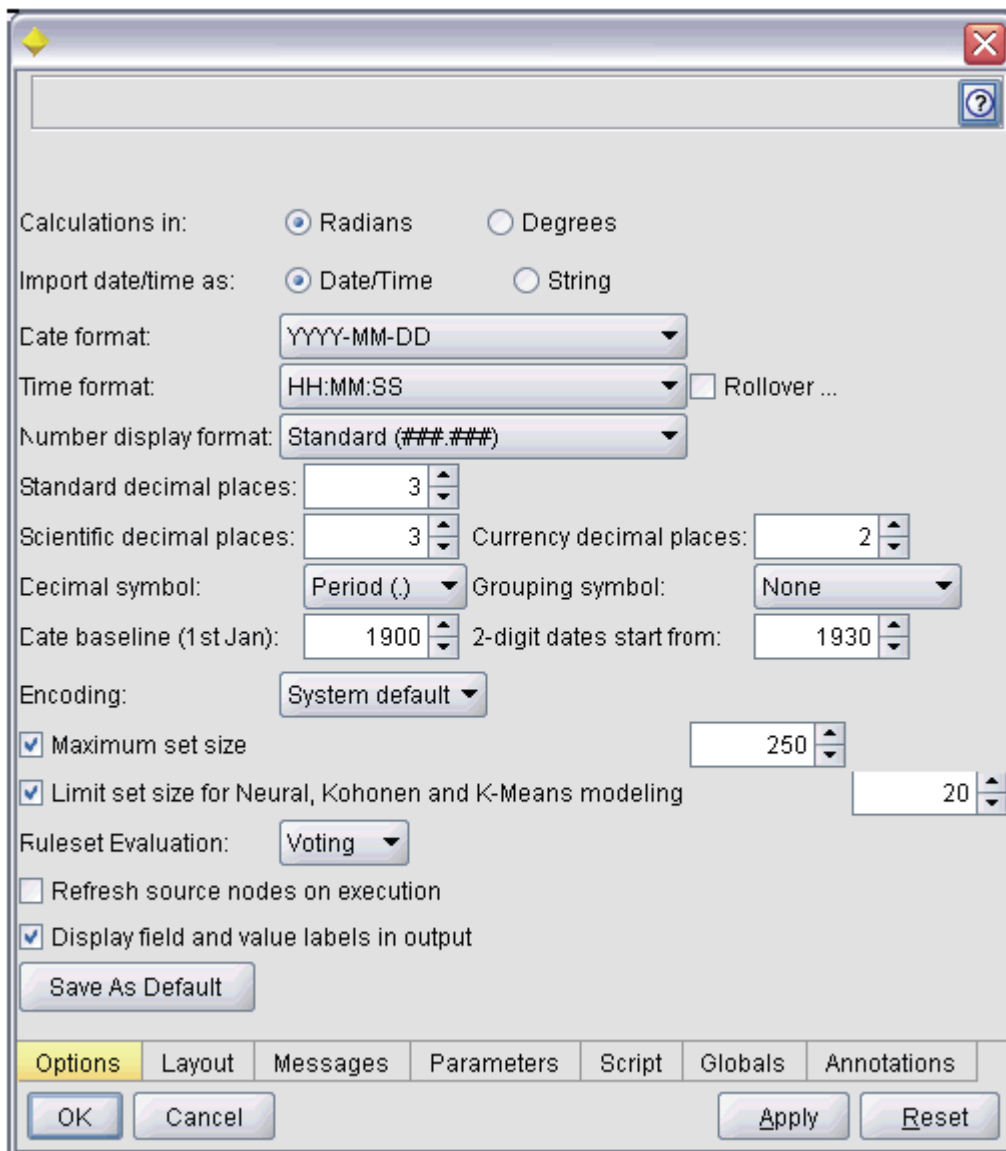 Calculations in: Radians Degrees
Import date/time as: Date/Time String
Date format: YYYY-MM-DD
Time format: HH:MM:SS Rollover ...
Number display format: Standard (###.###)
Standard decimal places: 3
Scientific decimal places: 3 Currency decimal places: 2
Decimal symbol: Period (.) Grouping symbol: None
Date baseline (1st Jan): 1900 2-digit dates start from: 1930
Encoding: System default
Maximum set size 250
Limit set size for Neural, Kohonen and K-Means modeling 20
Ruleset Evaluation: Voting
Refresh source nodes on execution
Display field and value labels in output
Save As Default
Options Layout Messages Parameters Script Globals Annotations
OK Cancel Apply Reset